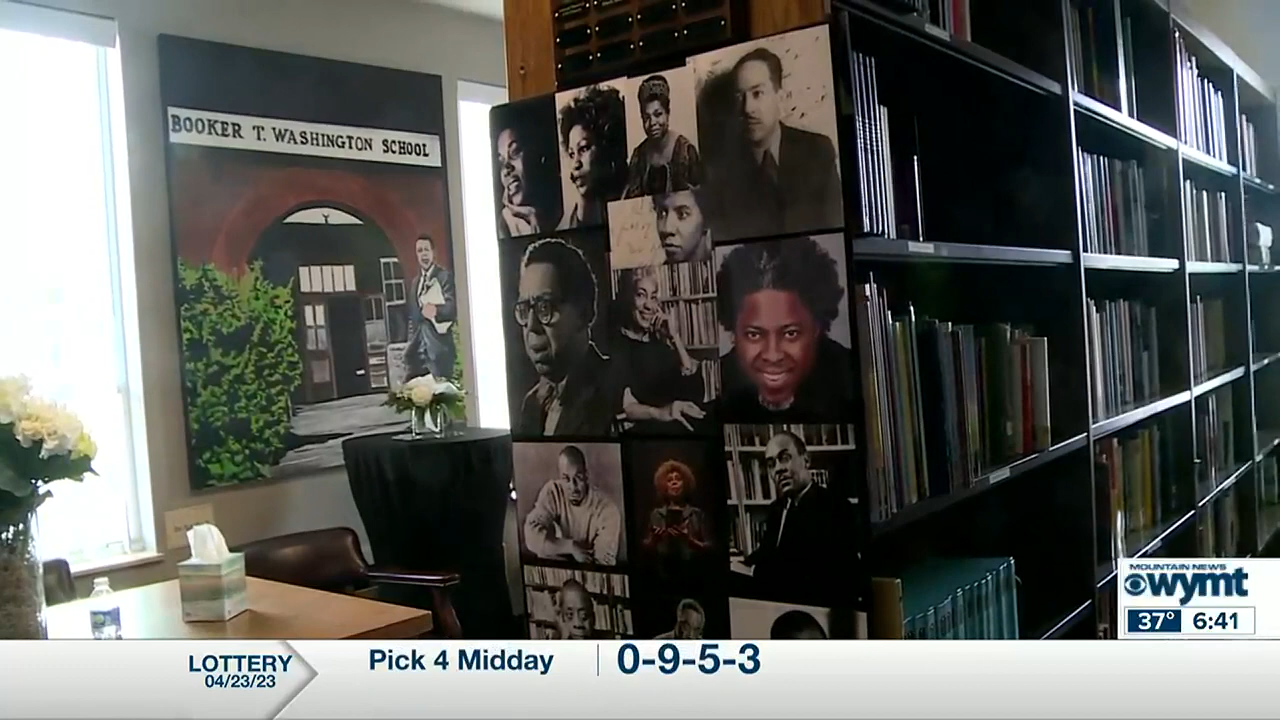 BOOKER T. WASHINGTON SCHOOL
MOUNTAIN NEWS
wymt
37° 6:41
LOTTERY
04/23/23
Pick 4 Midday
0-9-5-3